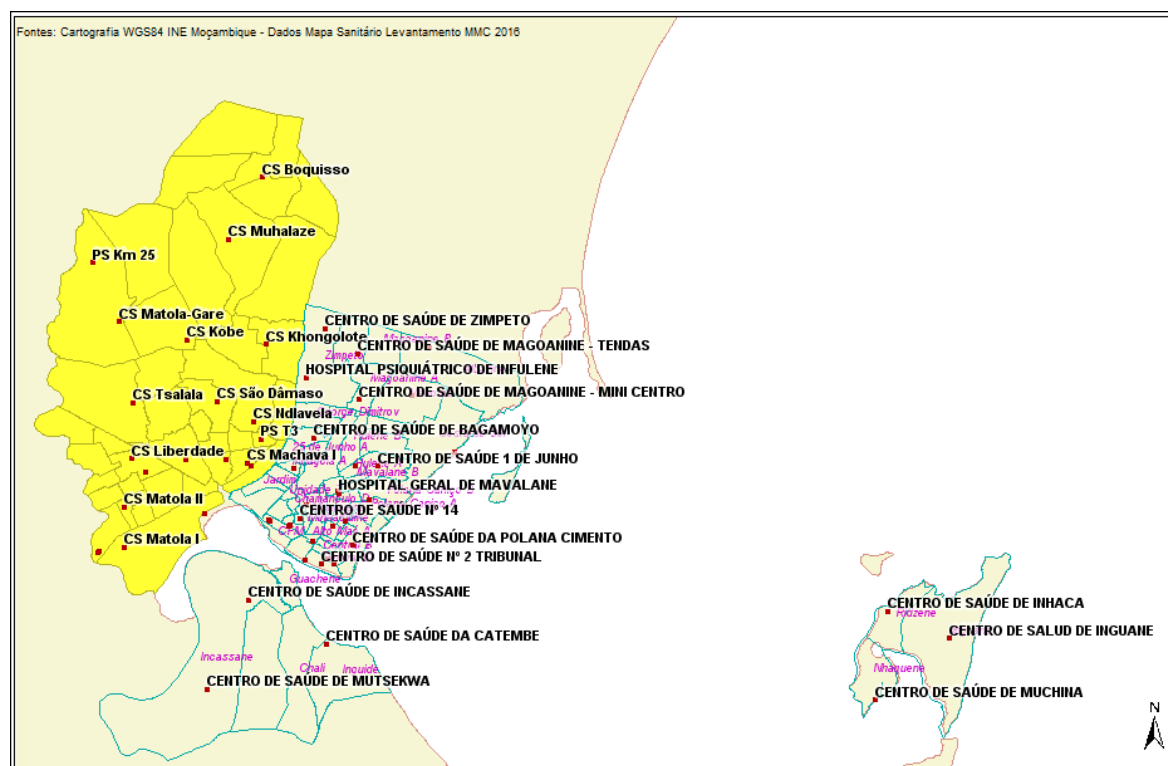 Fontes: Cartografia WGS84 INE Moçambique - Dados Mapa Sanitário Levantamento MMC 2016
CS Boquisso
CS Muhalaze
PS Km 25
CS Matola-Gare
CS Kobe
CS Khongolote
CENTRO DE SAÚDE DE ZIMPETO
CENTRO DE SAÚDE DE MAGOANINE - TENDAS
Zimpeto
HOSPITAL PSIQUIÁTRICO DE INFULENE
Magoanine A
CS Tsalala
CS São Dâmaso
CENTRO DE SAÚDE DE MAGOANINE - MINI CENTRO
Dimitrov
CS Ndlavela
PS T3
CENTRO DE SAÚDE DE BAGAMOYO
25 de Junho A
CS Liberdade
CS Machava I
CENTRO DE SAÚDE 1 DE JUNHO
Mavalane B
Jardim
HOSPITAL GERAL DE MAVALANE
CS Matola II
CENTRO DE SAÚDE Nº 14
CS Matola I
CENTRO DE SAÚDE DA POLANA CIMENTO
CENTRO DE SAÚDE Nº 2 TRIBUNAL
Guachene
CENTRO DE SAÚDE DE INCASSANE
CENTRO DE SAÚDE DE INHACA
Ridzene
CENTRO DE SAÚDE DA CATEMBE
CENTRO DE SALUD DE INGUANE
Incassane
Chali
Inguide
Nhaquene
CENTRO DE SAÚDE DE MUTSEKWA
CENTRO DE SAÚDE DE MUCHINA
N